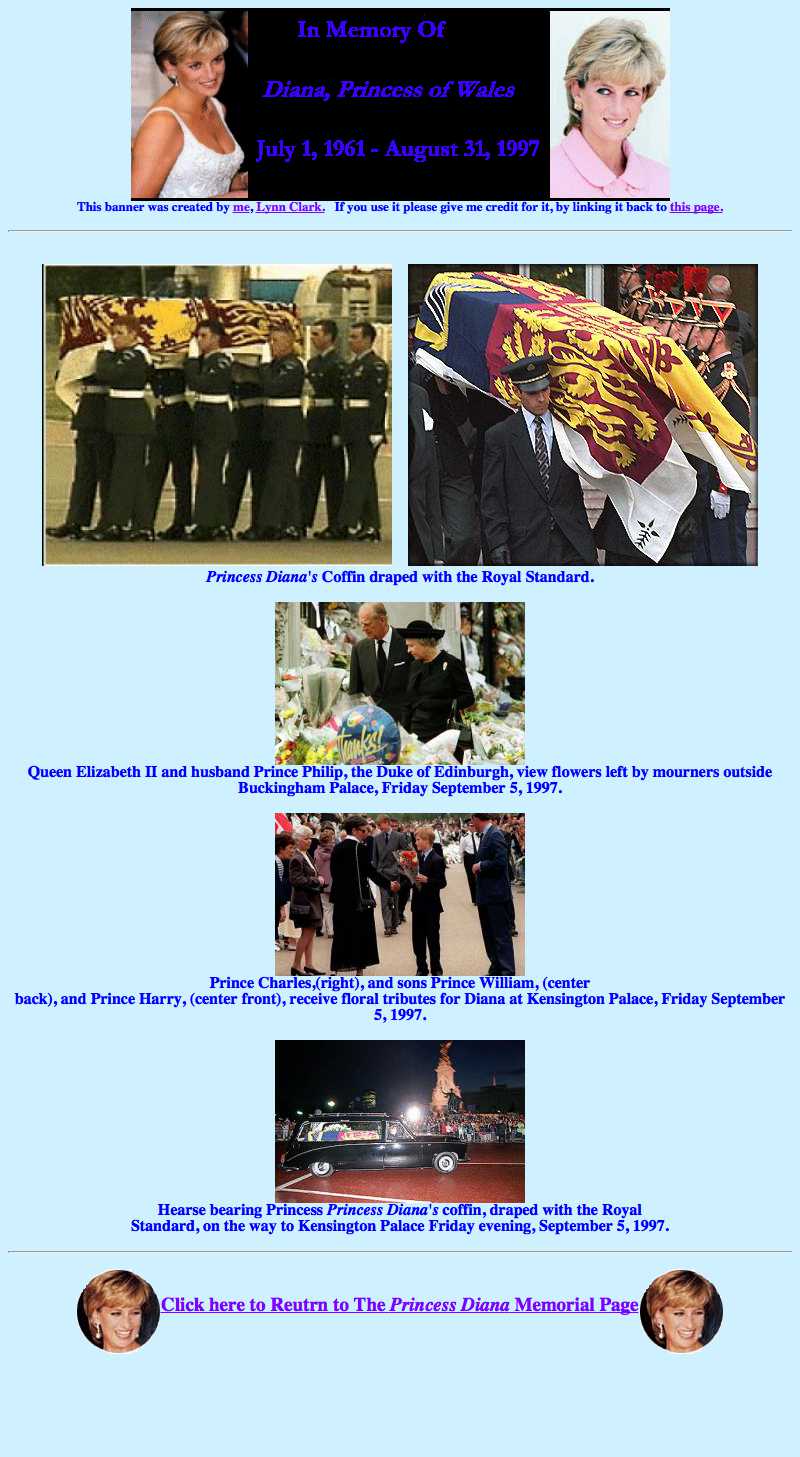 In Memory Of
Diana, Princess of Wales
July 1, 1961 - August 31, 1997
This banner was created by me, Lynn Clark. If you use it please give me credit for it, by linking it back to this page.
Princess Diana's Coffin draped with the Royal Standard.
thanks!
Queen Elizabeth II and husband Prince Philip, the Duke of Edinburgh, view flowers left by mourners outside
Buckingham Palace, Friday September 5, 1997.
Prince Charles,(right), and sons Prince William, (center
back), and Prince Harry, (center front), receive floral tributes for Diana at Kensington Palace, Friday September
5, 1997.
Hearse bearing Princess Princess Diana's coffin, draped with the Royal
Standard, on the way to Kensington Palace Friday evening, September 5, 1997.
Click here to Reutrn to The Princess Diana Memorial Page